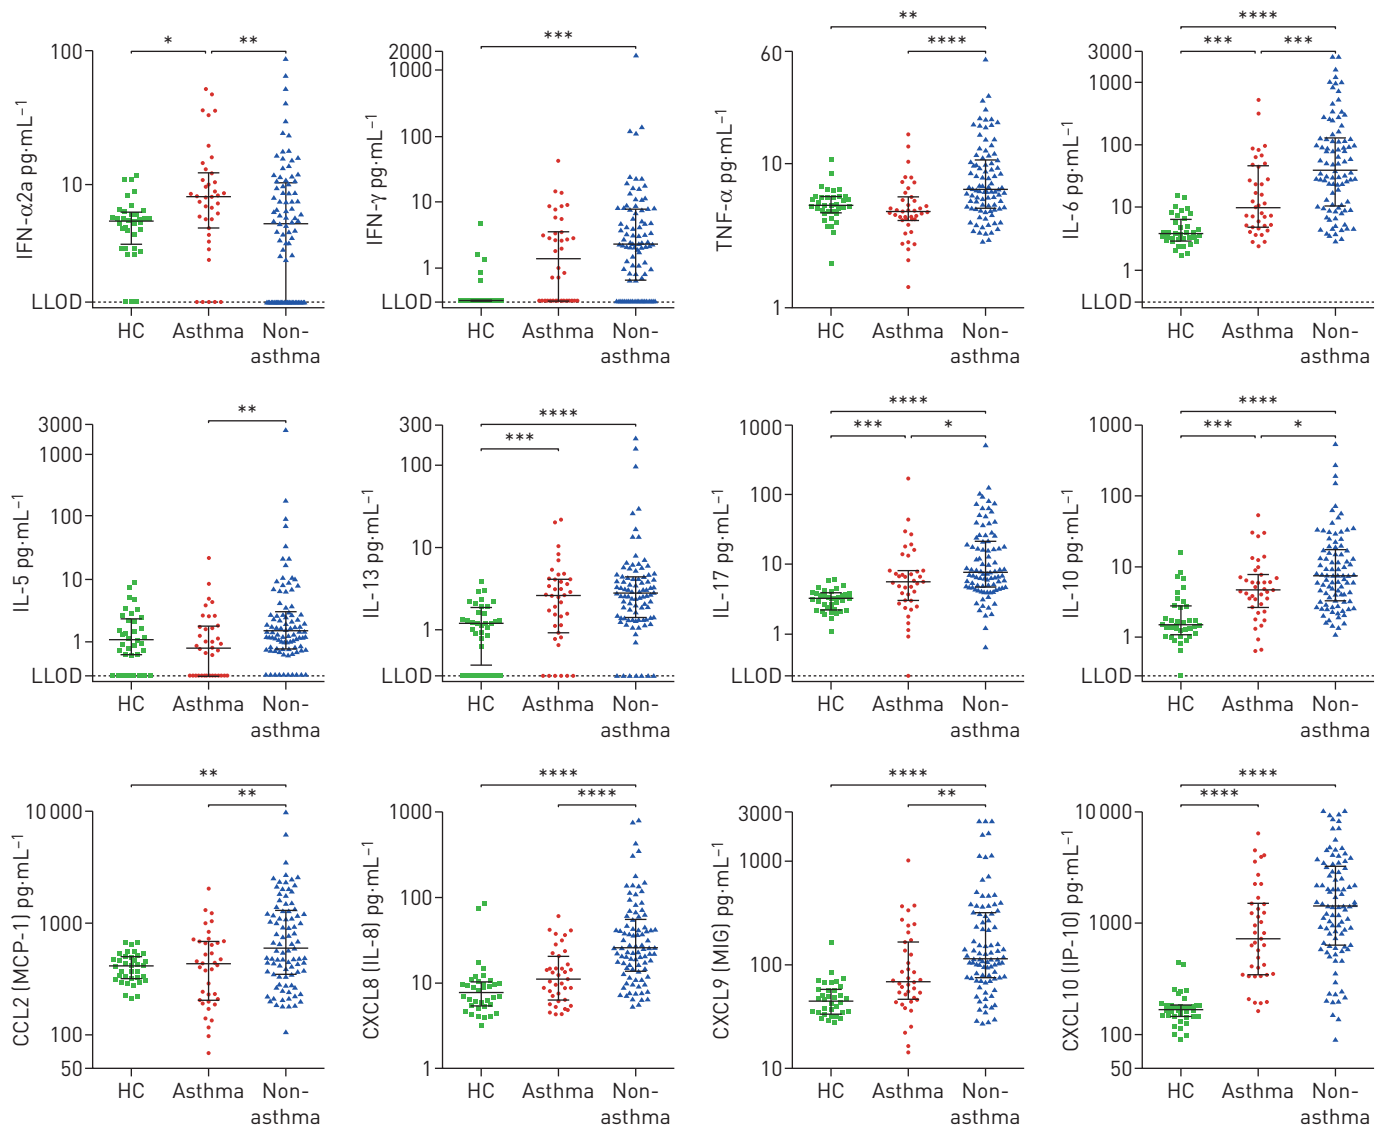 * **
100
10
LLOD
IFN-α2a pg·mL−1
HC Asthma Non-
asthma
***
2000
1000
100
10
1
LLOD
IFN-γ pg·mL−1
HC Asthma Non-
asthma
**
****
60
10
1
TNF-α pg·mL−1
HC Asthma Non-
asthma
****
*** ***
3000
1000
100
10
1
LLOD
IL-6 pg·mL−1
HC Asthma Non-
asthma
**
3000
1000
100
10
1
LLOD
IL-5 pg·mL−1
HC Asthma Non-
asthma
****
***
300
100
10
1
LLOD
IL-13 pg·mL−1
HC Asthma Non-
asthma
****
*** *
1000
100
10
1
LLOD
IL-17 pg·mL−1
HC Asthma Non-
asthma
****
*** *
1000
100
10
1
LLOD
IL-10 pg·mL−1
HC Asthma Non-
asthma
**
**
10 000
1000
100
50
CCL2 (MCP-1) pg·mL−1
HC Asthma Non-
asthma
****
****
1000
100
10
1
CXCL8 (IL-8) pg·mL−1
HC Asthma Non-
asthma
****
**
3000
1000
100
10
CXCL9 (MIG) pg·mL−1
HC Asthma Non-
asthma
****
****
10 000
1000
100
50
CXCL10 (IP-10) pg·mL−1
HC Asthma Non-
asthma